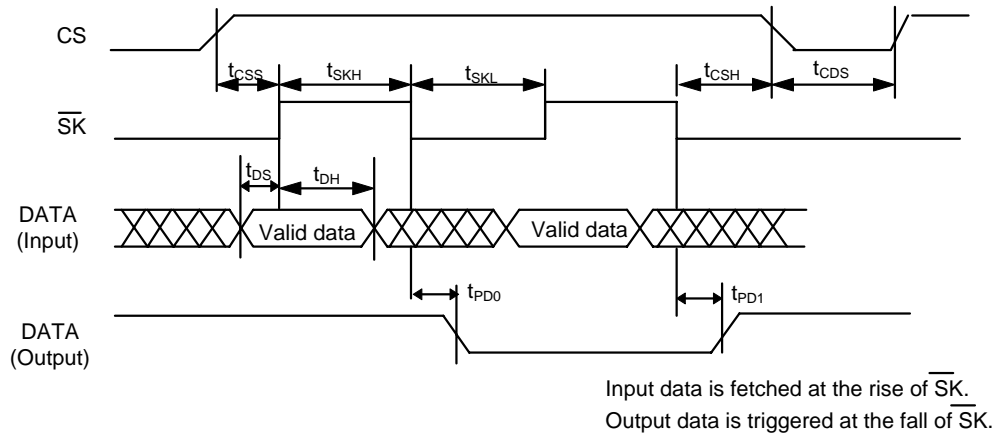 CS
tCSS tSKH tSKL tCSH tCDS
SK
tDS tDH
DATA
(Input)
Valid data Valid data
tPD0 tPD1
DATA
(Output)
Input data is fetched at the rise of SK.
Output data is triggered at the fall of SK.